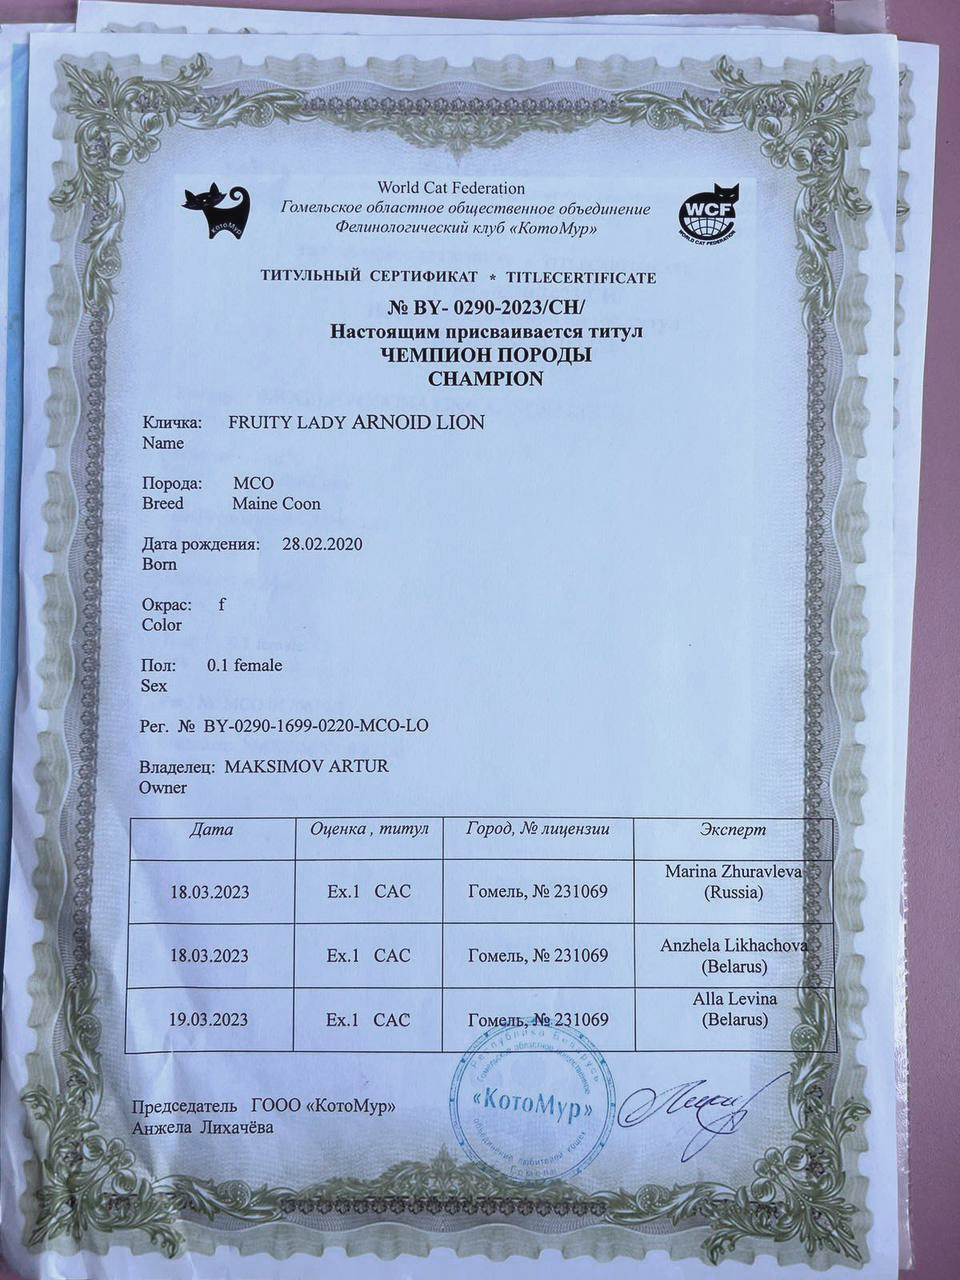 World Cat Federation
Гомельское областное общественное объединение
Фелинологический клуб «КотоМур»
КотоМур
WCF
WORLD CAT FEDERATION
ТИТУЛЬНЫЙ СЕРТИФИКАТ * TITLECERTIFICATE
№ BY- 0290-2023/CH/
Настоящим присваивается титул
ЧЕМПИОН ПОРОДЫ
CHAMPION
Кличка: FRUITY LADY ARNOID LION
Name
Порода: MCO
Breed Maine Coon
Дата рождения: 28.02.2020
Born
Окрас: f
Color
Пол: 0.1 female
Sex
Рег. № BY-0290-1699-0220-MCO-LO
Владелец: MAKSIMOV ARTUR
Owner
Дата Оценка , титул Город, № лицензии Эксперт
18.03.2023 Ex.1 CAC Гомель, № 231069 Marina Zhuravleva
(Russia)
18.03.2023 Ex.1 CAC Гомель, № 231069 Anzhela Likhachova
(Belarus)
19.03.2023 Ex.1 CAC Гомель, № 231069 Alla Levina
(Belarus)
Республика Беларусь
Гомельское областное общественное
«КотоМур»
объединение любителей кошек
Гомель
Председатель ГООО «КотоМур»
Анжела Лихачёва